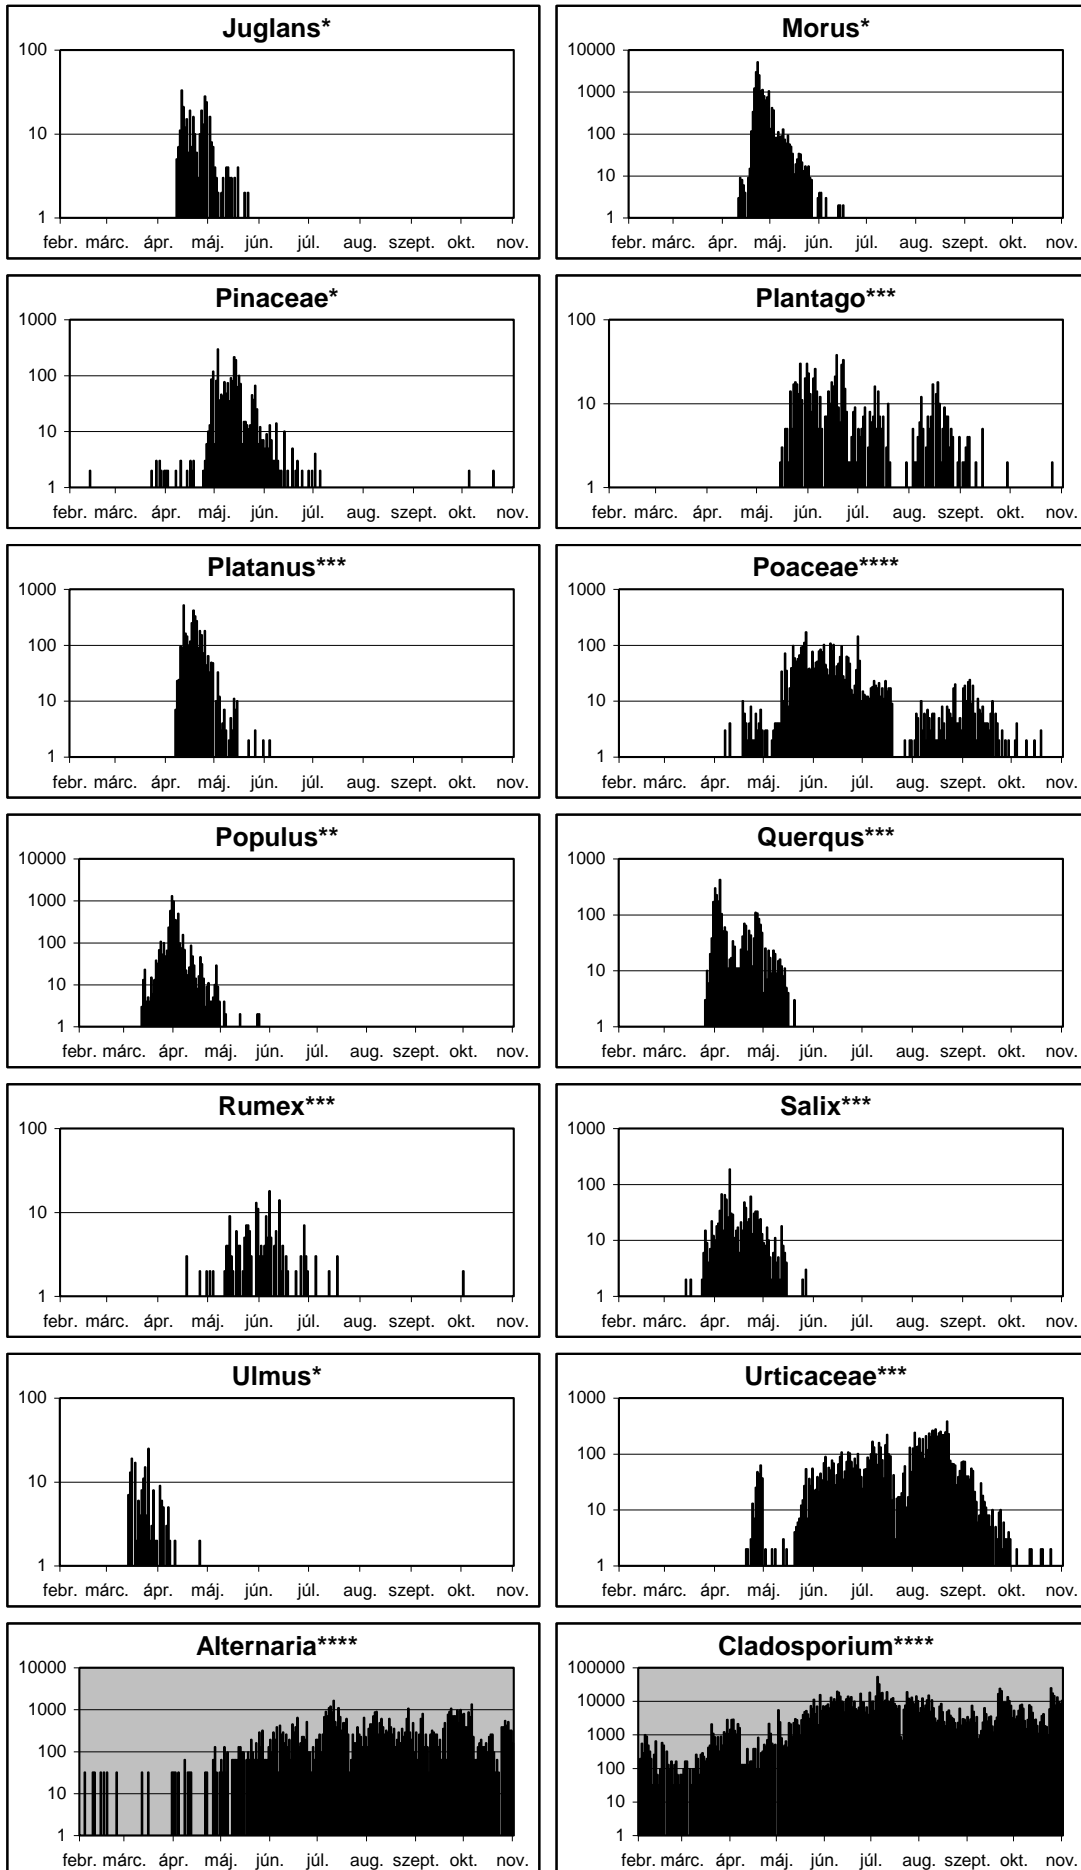 Juglans*
100
10
1
febr. márc. ápr. máj. jún. júl. aug. szept. okt. nov.
Morus*
10000
1000
100
10
1
febr. márc. ápr. máj. jún. júl. aug. szept. okt. nov.
Pinaceae*
1000
100
10
1
febr. márc. ápr. máj. jún. júl. aug. szept. okt. nov.
Plantago***
100
10
1
febr. márc. ápr. máj. jún. júl. aug. szept. okt. nov.
Platanus***
1000
100
10
1
febr. márc. ápr. máj. jún. júl. aug. szept. okt. nov.
Poaceae****
1000
100
10
1
febr. márc. ápr. máj. jún. júl. aug. szept. okt. nov.
Populus**
10000
1000
100
10
1
febr. márc. ápr. máj. jún. júl. aug. szept. okt. nov.
Querqus***
1000
100
10
1
febr. márc. ápr. máj. jún. júl. aug. szept. okt. nov.
Rumex***
100
10
1
febr. márc. ápr. máj. jún. júl. aug. szept. okt. nov.
Salix***
1000
100
10
1
febr. márc. ápr. máj. jún. júl. aug. szept. okt. nov.
Ulmus*
100
10
1
febr. márc. ápr. máj. jún. júl. aug. szept. okt. nov.
Urticaceae***
1000
100
10
1
febr. márc. ápr. máj. jún. júl. aug. szept. okt. nov.
Alternaria****
10000
1000
100
10
1
febr. márc. ápr. máj. jún. júl. aug. szept. okt. nov.
Cladosporium****
100000
10000
1000
100
10
1
febr. márc. ápr. máj. jún. júl. aug. szept. okt. nov.